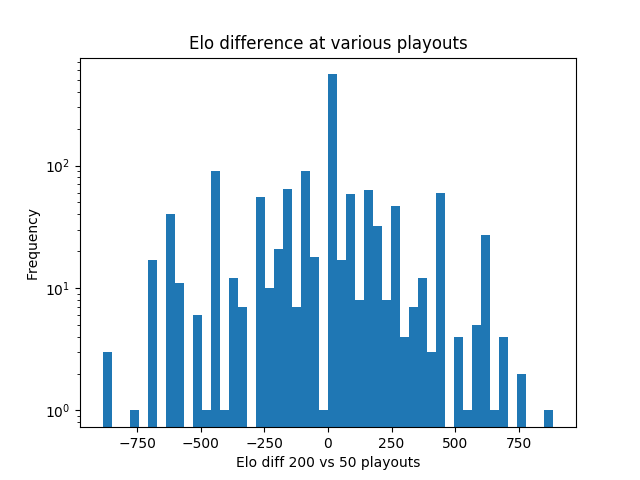 Elo difference at various playouts
Frequency
10²
10¹
10⁰
−750 −500 −250 0 250 500 750
Elo diff 200 vs 50 playouts